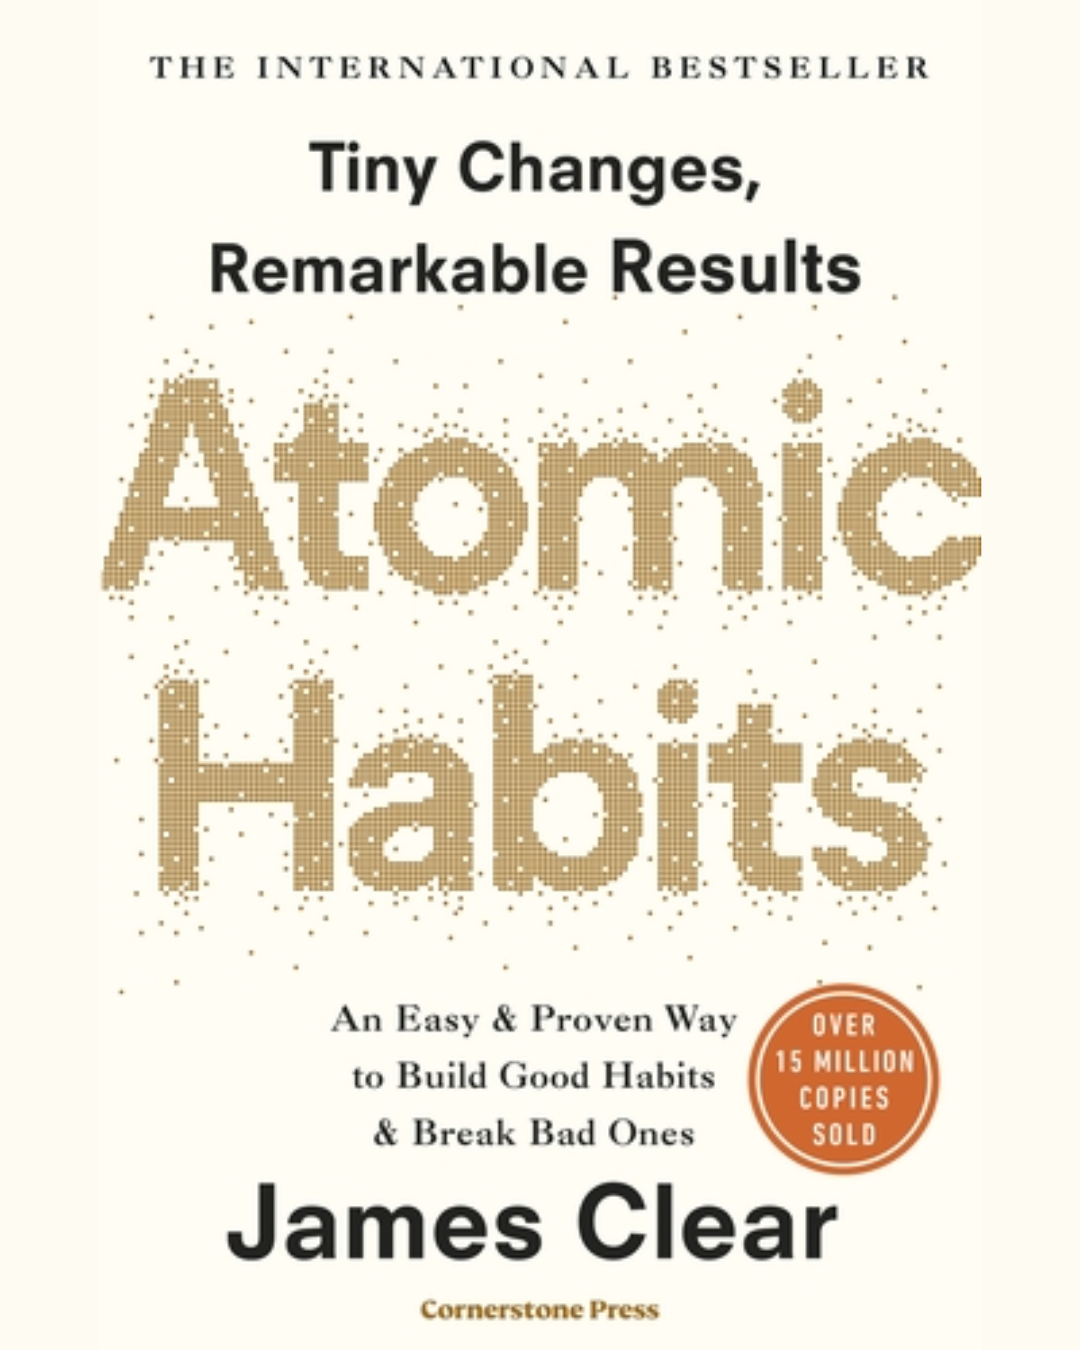 THE INTERNATIONAL BESTSELLER
Tiny Changes,
Remarkable Results
Atomic
Habits
An Easy & Proven Way
to Build Good Habits
& Break Bad Ones
OVER
15 MILLION
COPIES
SOLD
James Clear
Cornerstone Press